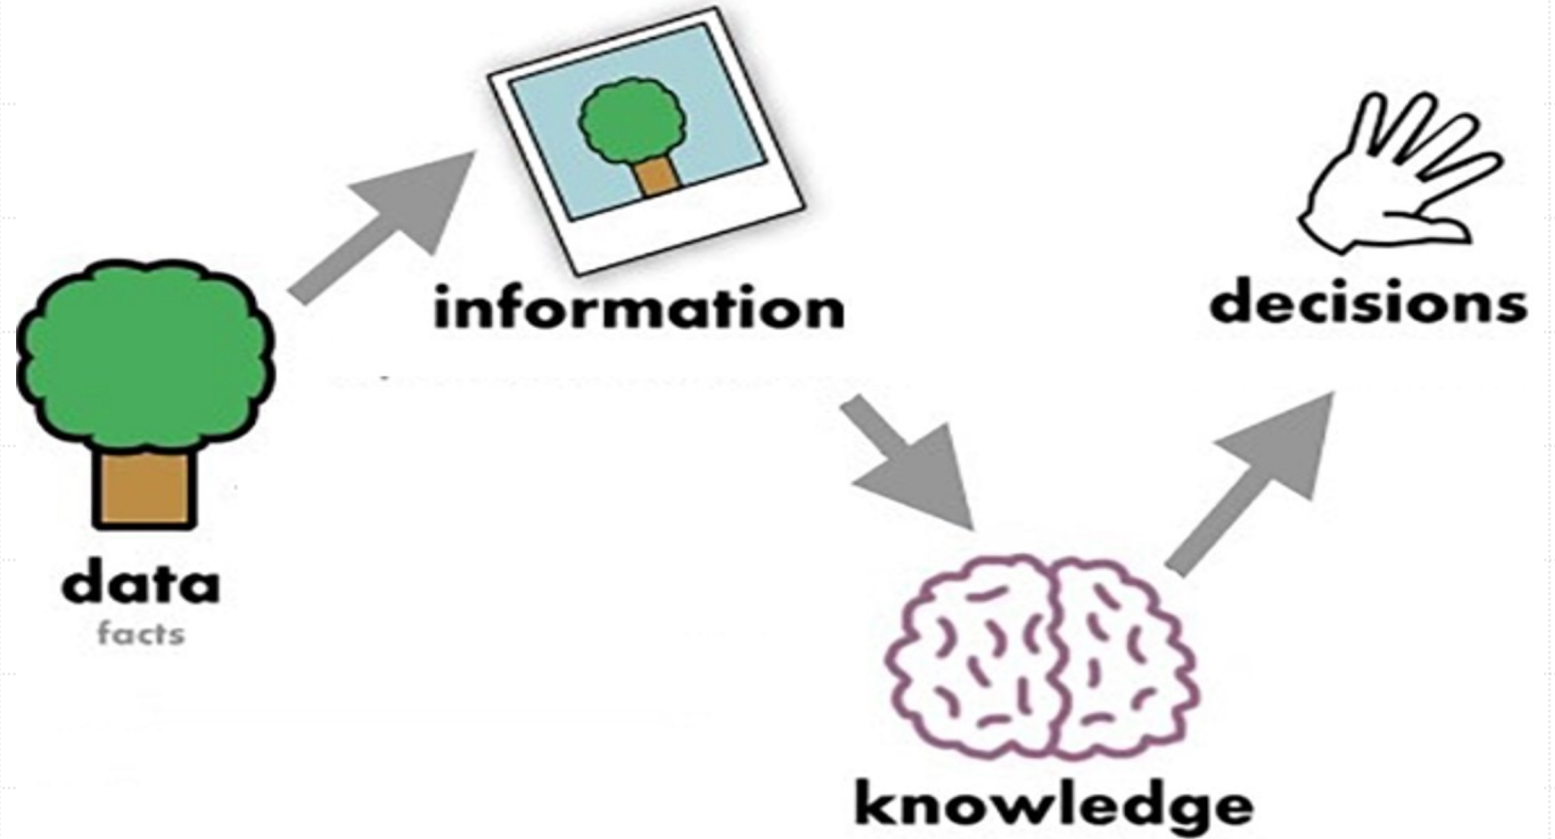 information
decisions
data
facts
knowledge